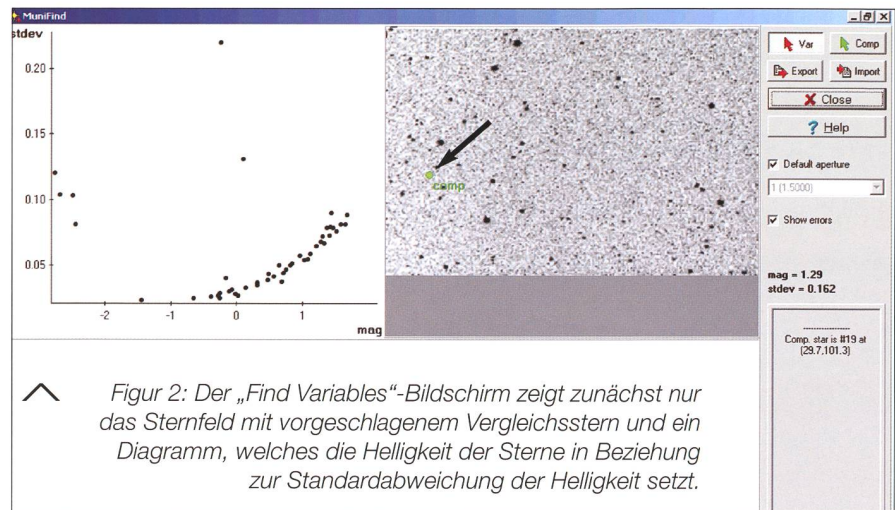 MuniFind
stdev
0.20
0.15
0.10
0.05
-2 -1 0 1
mag
comp
Var Comp
Export Import
Close
? Help
Default aperture
1 (1.5000)
Show errors
mag = 1.29
stdev = 0.162
--------------------
Comp. star is #19 at
(29.7,101.3)
Figur 2: Der „Find Variables“-Bildschirm zeigt zunächst nur
das Sternfeld mit vorgeschlagenem Vergleichsstern und ein
Diagramm, welches die Helligkeit der Sterne in Beziehung
zur Standardabweichung der Helligkeit setzt.